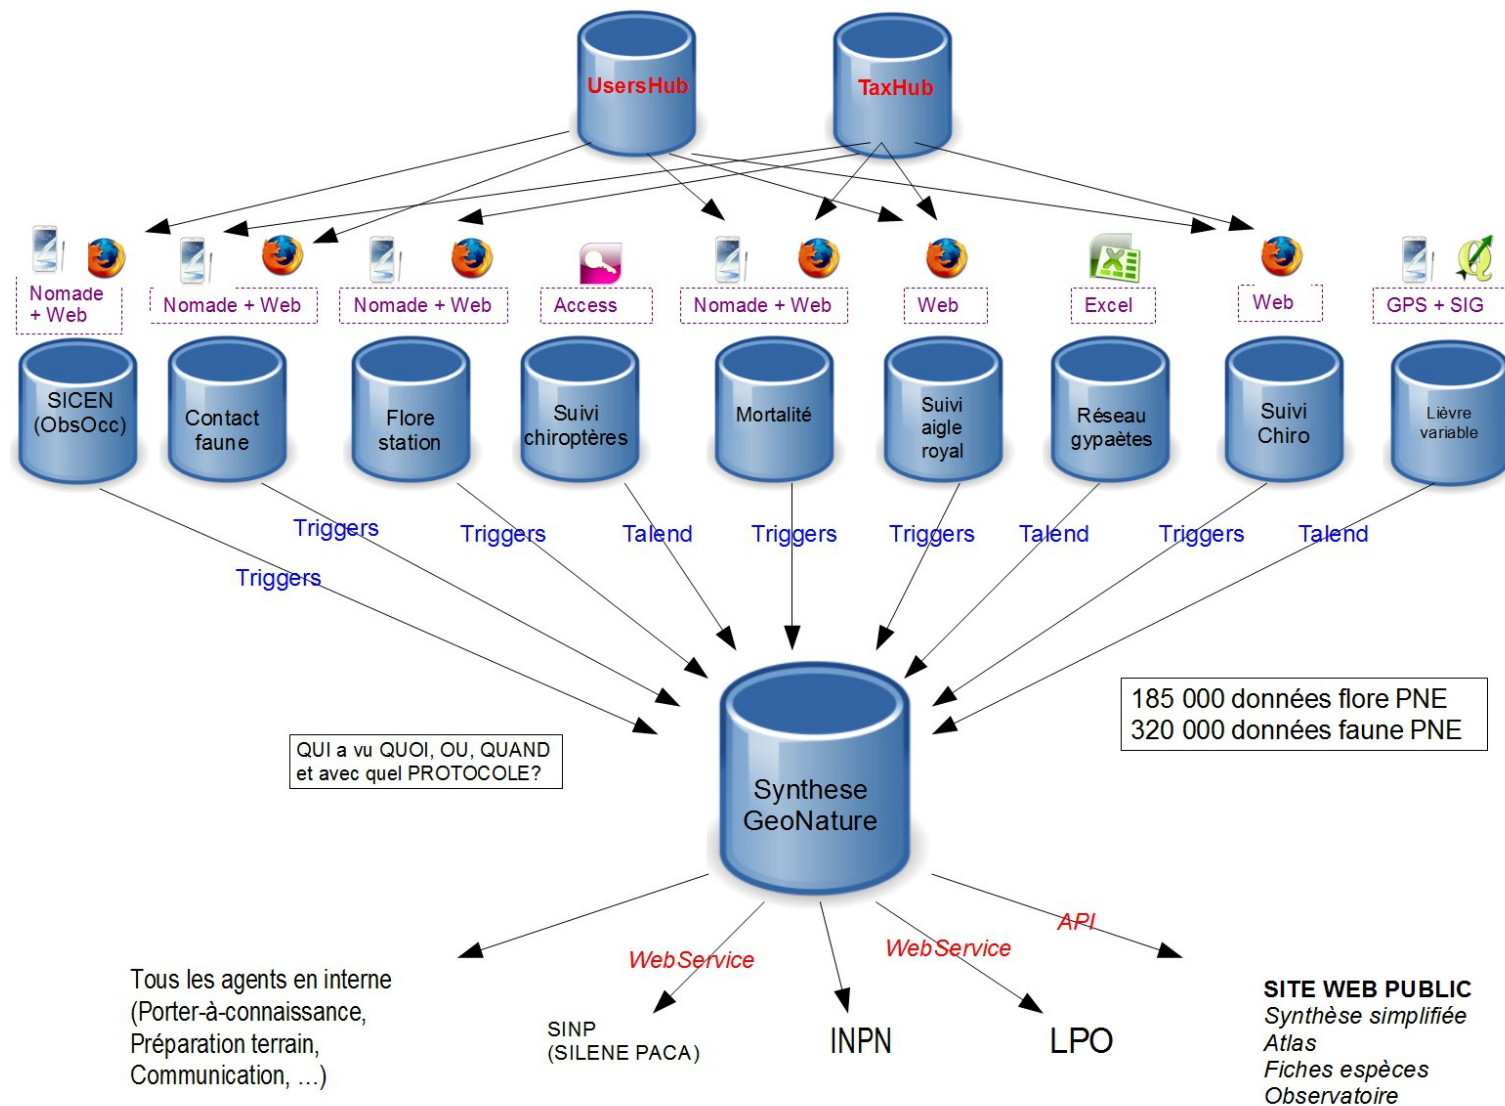 UsersHub
TaxHub
Nomade
+ Web
Nomade + Web
Nomade + Web
Access
Nomade + Web
Web
Excel
Web
GPS + SIG
SICEN
(ObsOcc)
Contact
faune
Flore
station
Suivi
chiroptères
Mortalité
Suivi
aigle
royal
Réseau
gypaètes
Suivi
Chiro
Lièvre
variable
Triggers
Triggers
Talend
Triggers
Triggers
Talend
Triggers
Talend
Triggers
185 000 données flore PNE
320 000 données faune PNE
QUI a vu QUOI, OU, QUAND
et avec quel PROTOCOLE?
Synthese
GeoNature
API
WebService
WebService
Tous les agents en interne
(Porter-à-connaissance,
Préparation terrain,
Communication, ...)
SINP
(SILENE PACA)
INPN
LPO
SITE WEB PUBLIC
Synthèse simplifiée
Atlas
Fiches espèces
Observatoire